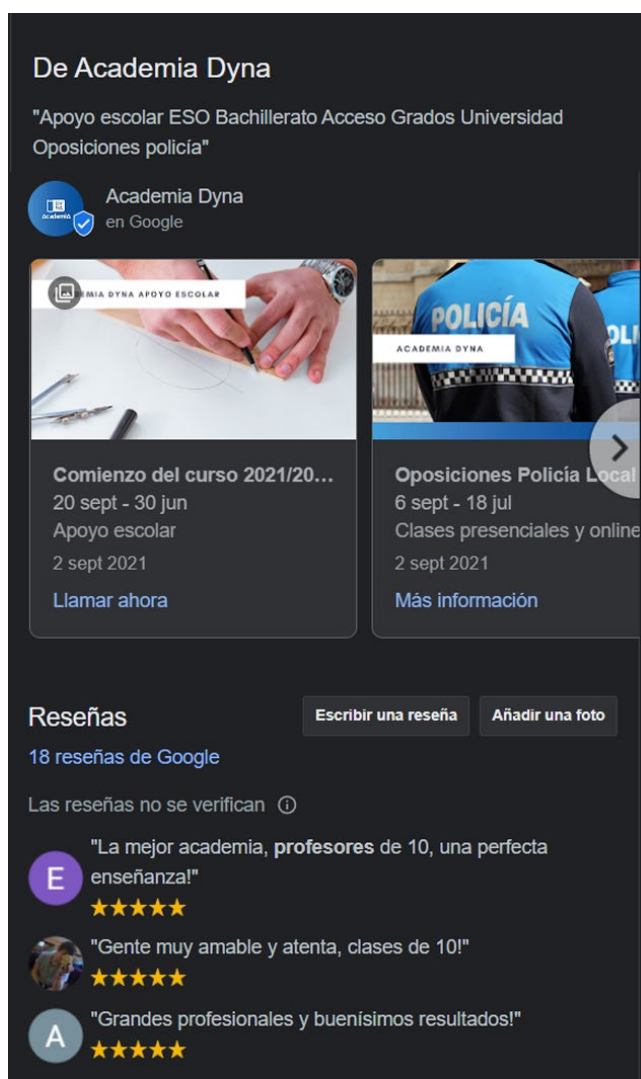 De Academia Dyna
"Apoyo escolar ESO Bachillerato Acceso Grados Universidad
Oposiciones policía"
Academia
Academia Dyna
en Google
EMIA DYNA APOYO ESCOLAR
Comienzo del curso 2021/20...
20 sept - 30 jun
Apoyo escolar
2 sept 2021
Llamar ahora
POLICÍA
POLI
ACADEMIA DYNA
Oposiciones Policía Local
6 sept - 18 jul
Clases presenciales y online
2 sept 2021
Más información
Reseñas
Escribir una reseña
Añadir una foto
18 reseñas de Google
Las reseñas no se verifican
E
"La mejor academia, profesores de 10, una perfecta
enseñanza!"
"Gente muy amable y atenta, clases de 10!"
A
"Grandes profesionales y buenísimos resultados!"